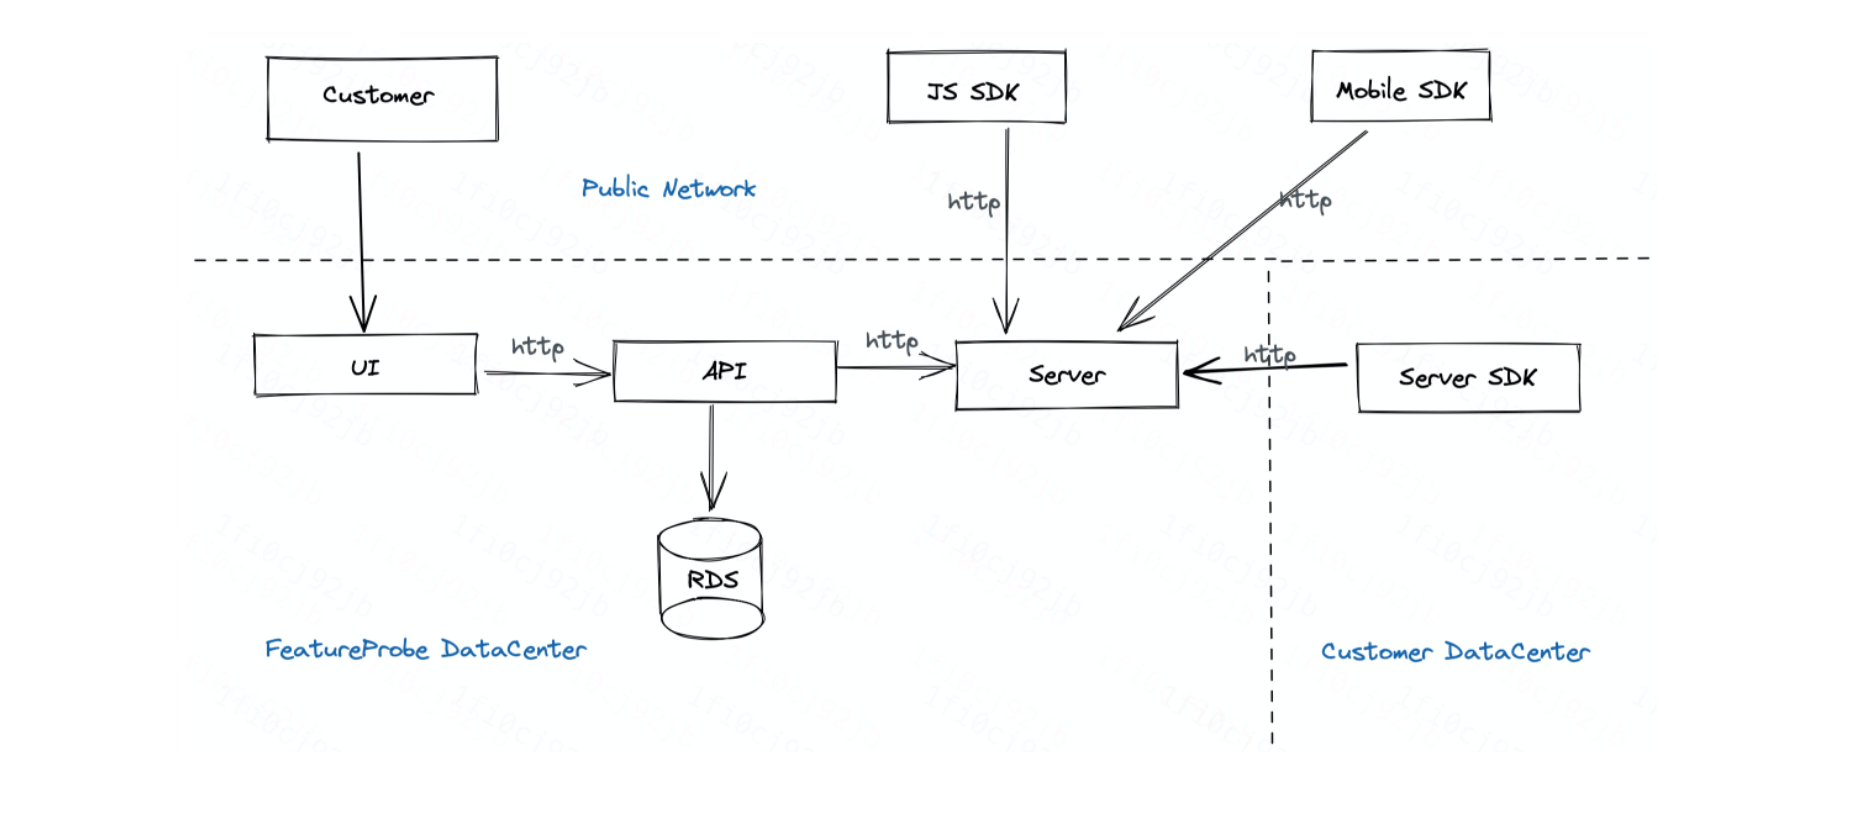 Customer
JS SDK
Mobile SDK
Public Network
http
http
UI
http
API
http
Server
http
Server SDK
RDS
FeatureProbe DataCenter
Customer DataCenter